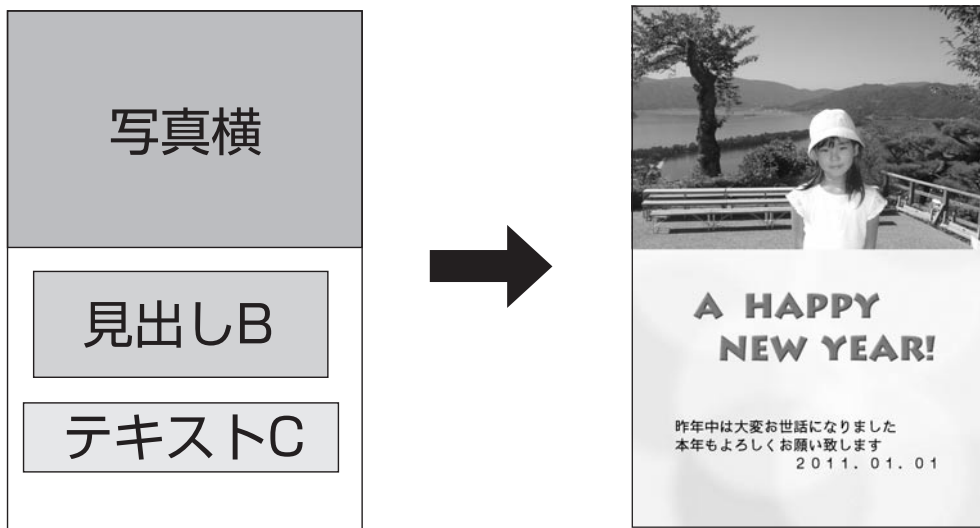 写真横
見出しB
テキストC
A HAPPY
NEW YEAR!
昨年中は大変お世話になりました
本年もよろしくお願い致します
2011. 01. 01